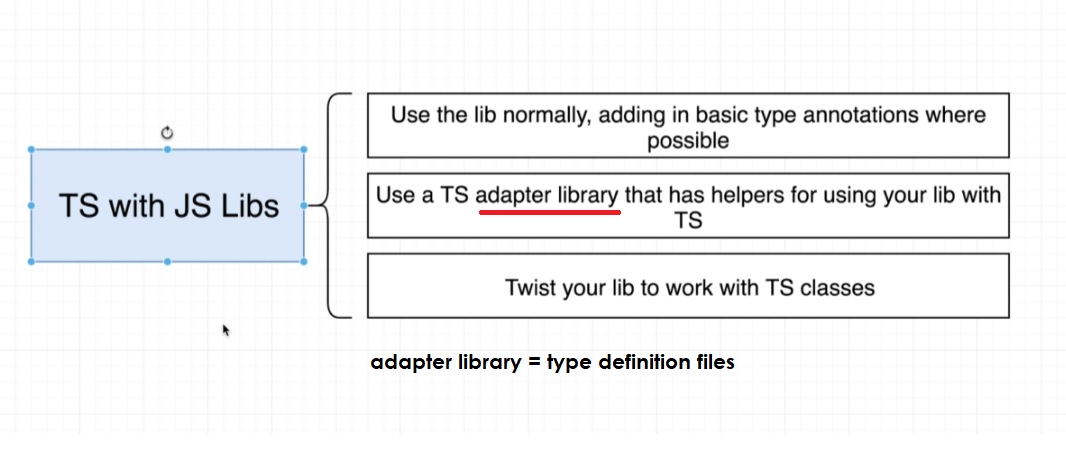 TS with JS Libs
Use the lib normally, adding in basic type annotations where
possible
Use a TS adapter library that has helpers for using your lib with
TS
Twist your lib to work with TS classes
adapter library = type definition files